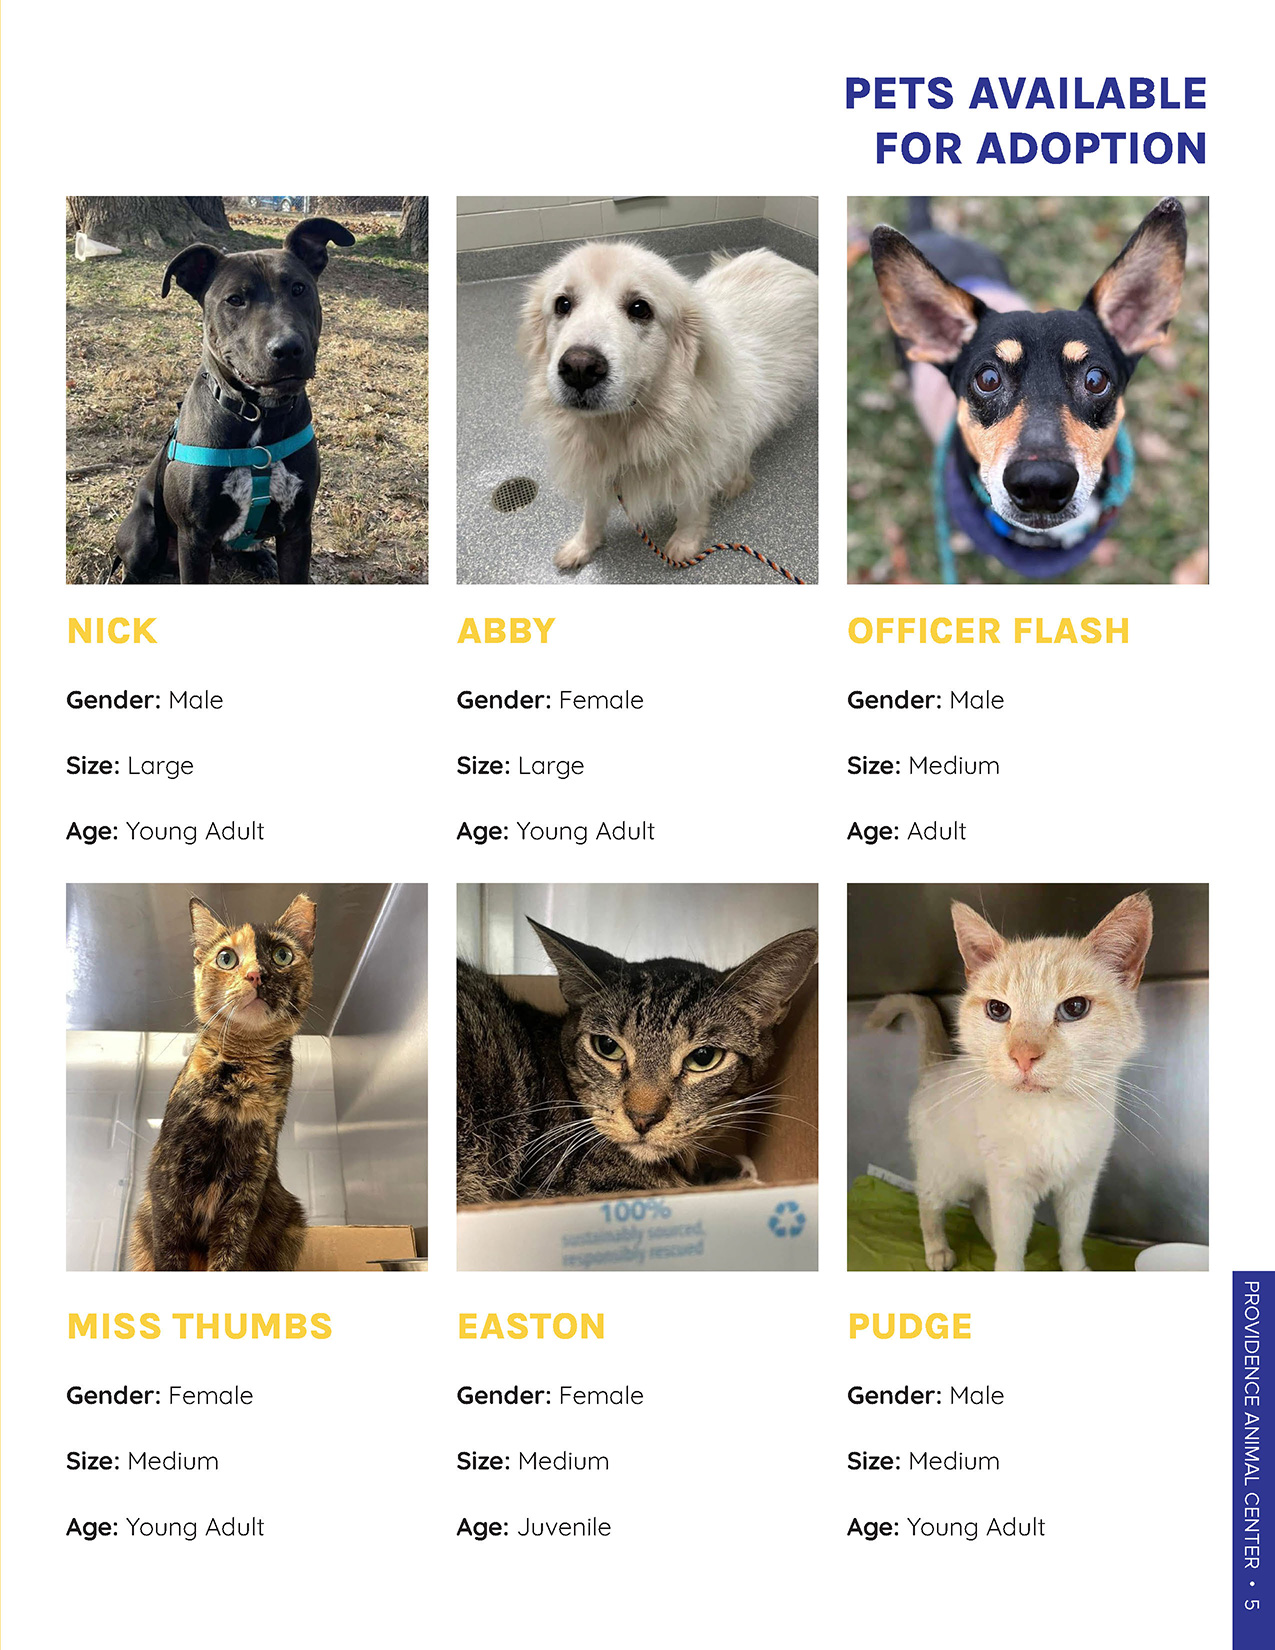 PETS AVAILABLE
FOR ADOPTION
NICK
Gender: Male
Size: Large
Age: Young Adult
ABBY
Gender: Female
Size: Large
Age: Young Adult
OFFICER FLASH
Gender: Male
Size: Medium
Age: Adult
100%
sustainably sourced,
responsibly rescued
MISS THUMBS
Gender: Female
Size: Medium
Age: Young Adult
EASTON
Gender: Female
Size: Medium
Age: Juvenile
PUDGE
Gender: Male
Size: Medium
Age: Young Adult
PROVIDENCE ANIMAL CENTER • 5